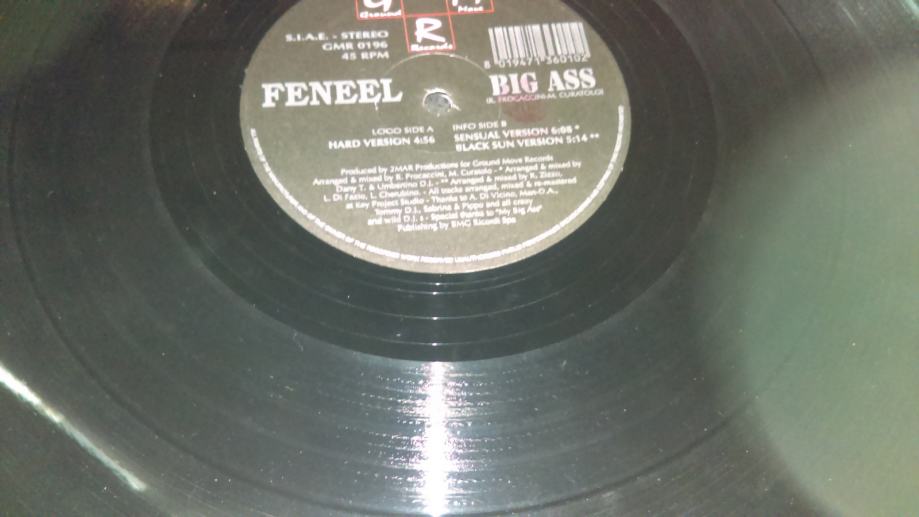 G M
Ground Move
R
Records
S.I.A.E. - STEREO
GMR 0196
45 RPM
8 019471 360102
FENEEL
BIG ASS
(R. PROCACCINI-M. CURATOLO)
LOGO SIDE A
HARD VERSION 4:56
INFO SIDE B
SENSUAL VERSION 6:08 *
BLACK SUN VERSION 5:14 **
Produced by 2MAR Productions for Ground Move Records
Arranged & mixed by R. Procaccini, M. Curatolo - * Arranged & mixed by
Dany T. & Umbertino D.J. - ** Arranged & mixed by R. Zizzo,
L. Di Fazio, L. Cherubino. - All tracks arranged, mixed & re-mastered
at Key Project Studio - Thanks to A. Di Vicino, Man-D.A.,
Tommy D.J., Sabrina & Pippo and all crazy
and wild D.J. s - Special thanks to "My Big Ass"
Publishing by BMG Ricordi Spa